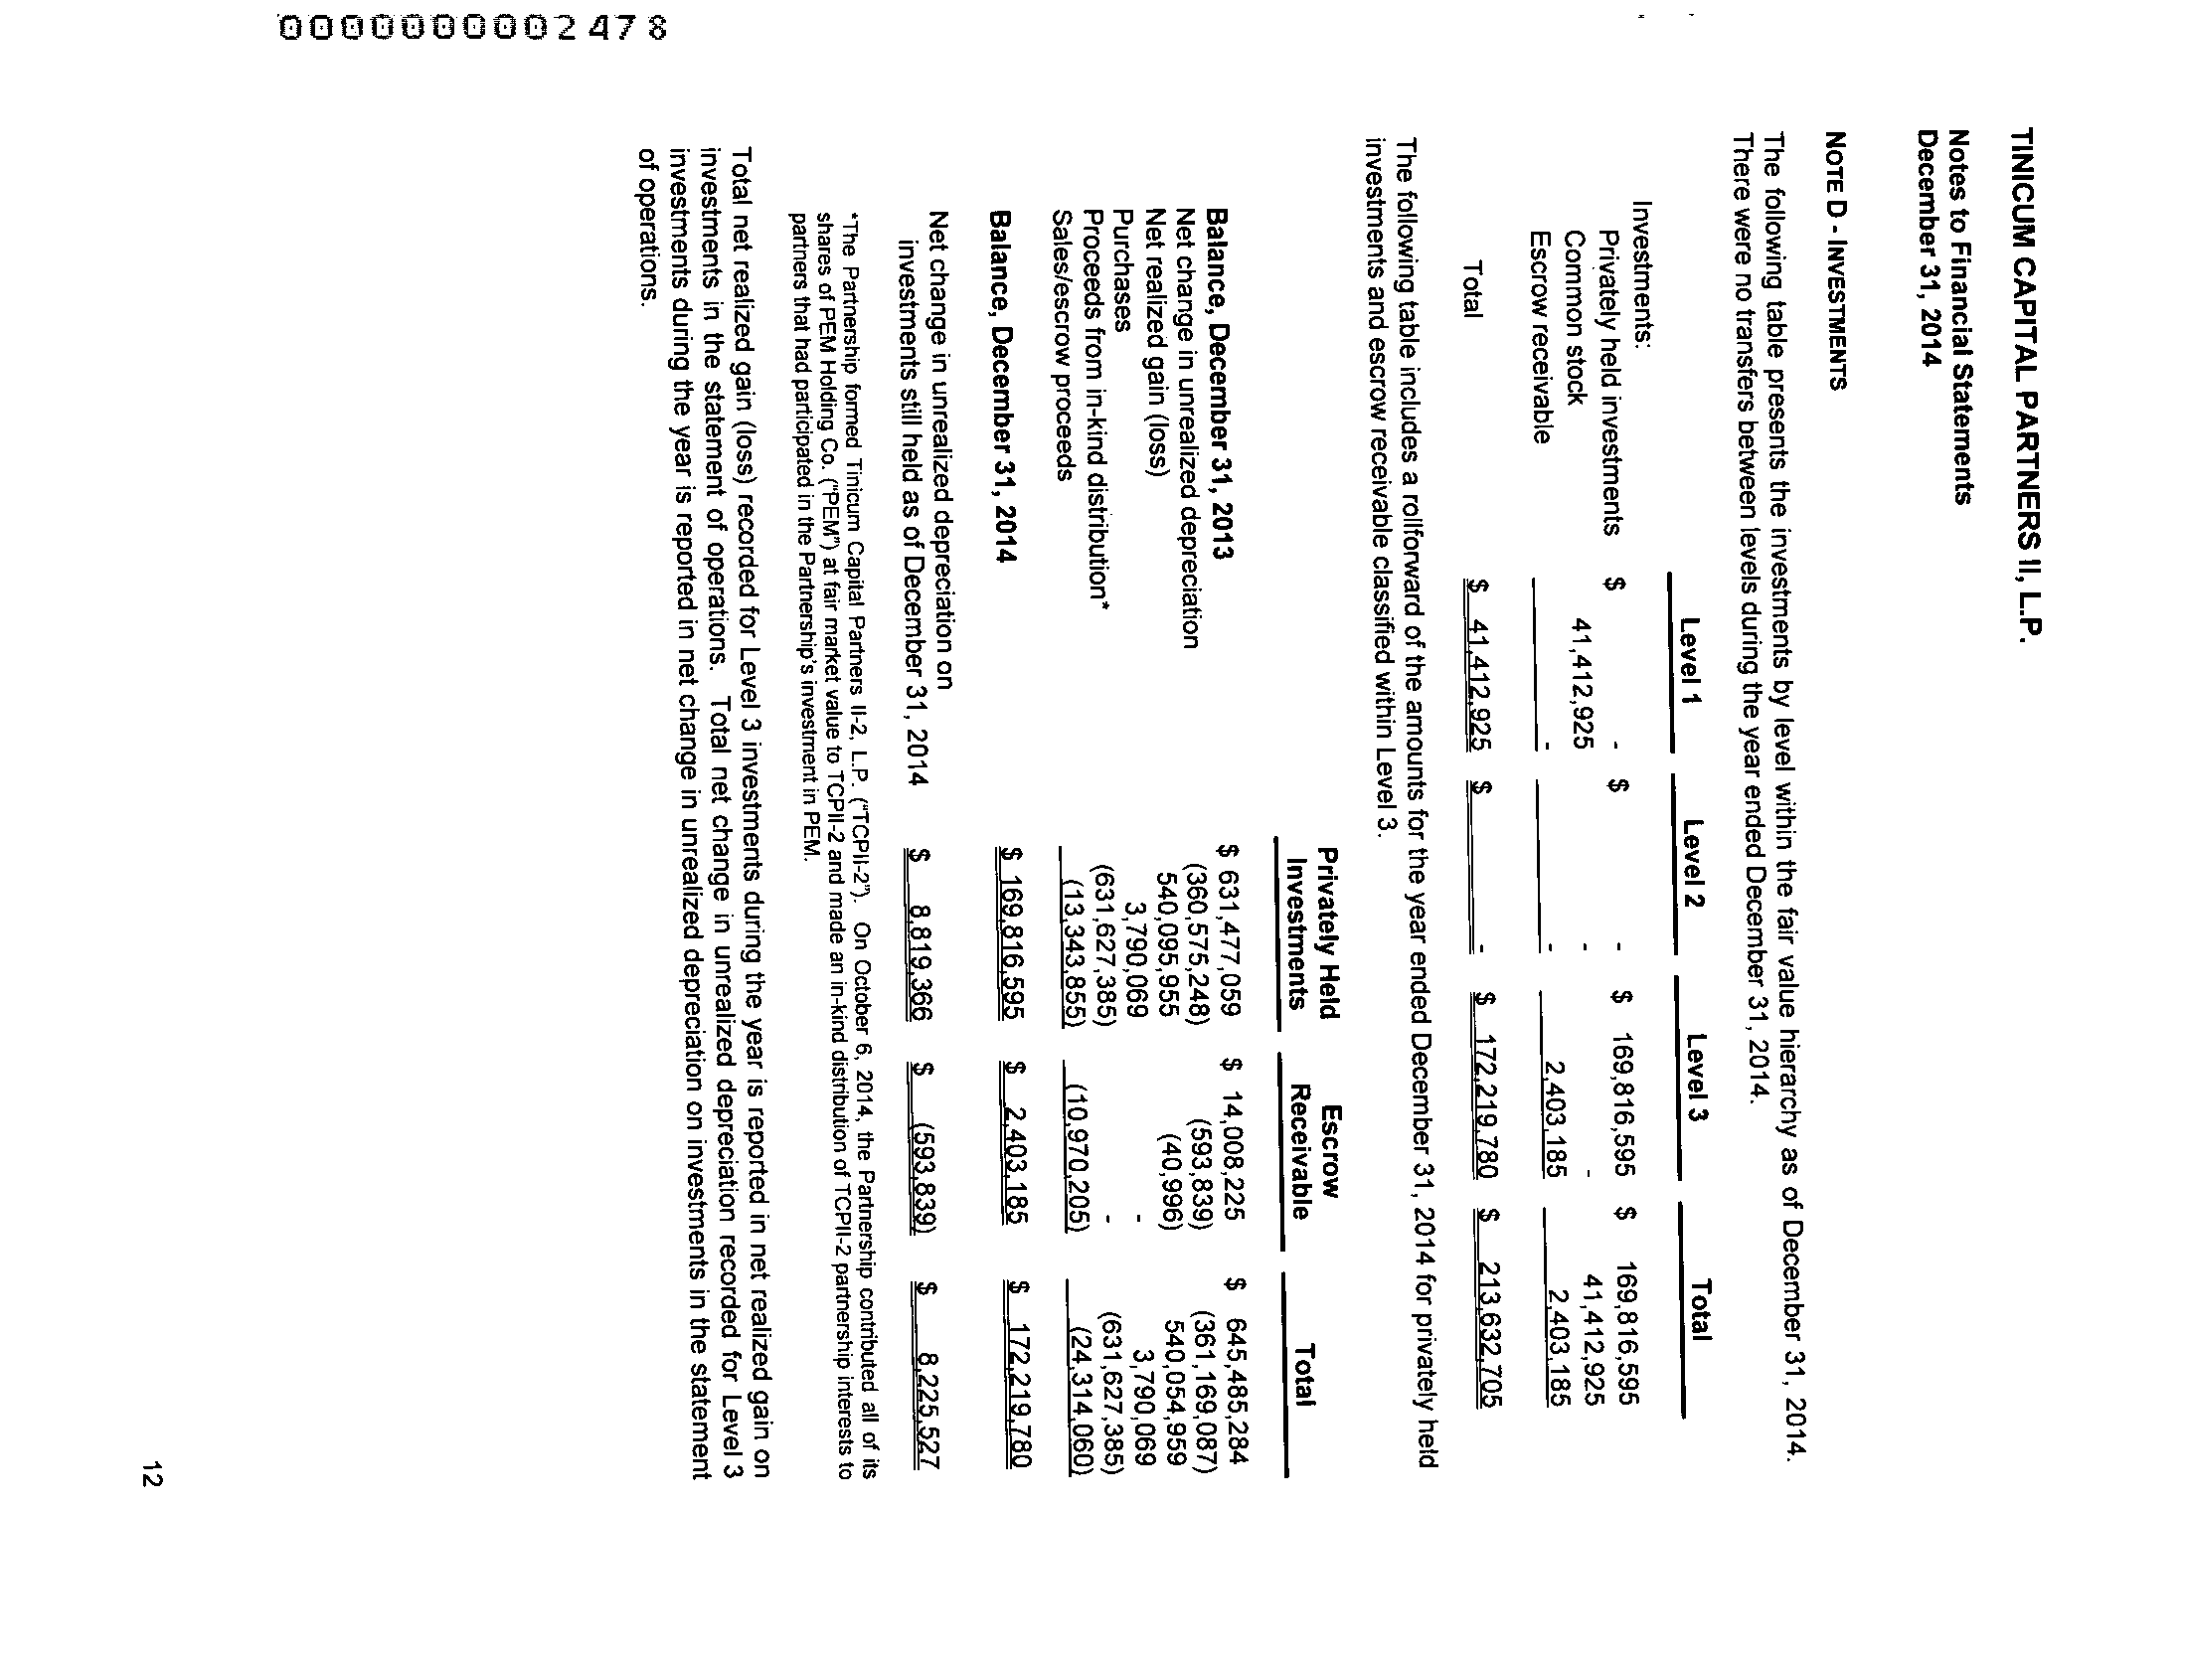 TINICUM CAPITAL PARTNERS II, L.P.
Notes to Financial Statements
December 31, 2014
NOTE D - INVESTMENTS
The following table presents the investments by level within the fair value hierarchy as of December 31, 2014.
There were no transfers between levels during the year ended December 31, 2014.
Level 1 Level 2 Level 3 Total
Investments:
Privately held investments $ - $ - $ 169,816,595 $ 169,816,595
Common stock 41,412,925 - - 41,412,925
Escrow receivable - - 2,403,185 2,403,185
Total $ 41,412,925 $ - $ 172,219,780 $ 213,632,705
The following table includes a rollforward of the amounts for the year ended December 31, 2014 for privately held
investments and escrow receivable classified within Level 3.
Privately Held Escrow
Investments Receivable Total
Balance, December 31, 2013 $ 631,477,059 $ 14,008,225 $ 645,485,284
Net change in unrealized depreciation (360,575,248) (593,839) (361,169,087)
Net realized gain (loss) 540,095,955 (40,996) 540,054,959
Purchases 3,790,069 - 3,790,069
Proceeds from in-kind distribution* (631,627,385) - (631,627,385)
Sales/escrow proceeds (13,343,855) (10,970,205) (24,314,060)
Balance, December 31, 2014 $ 169,816,595 $ 2,403,185 $ 172,219,780
Net change in unrealized depreciation on
investments still held as of December 31, 2014 $ 8,819,366 $ (593,839) $ 8,225,527
*The Partnership formed Tinicum Capital Partners II-2, L.P. ("TCPII-2"). On October 6, 2014, the Partnership contributed all of its
shares of PEM Holding Co. ("PEM") at fair market value to TCPII-2 and made an in-kind distribution of TCPII-2 partnership interests to
partners that had participated in the Partnership's investment in PEM.
Total net realized gain (loss) recorded for Level 3 investments during the year is reported in net realized gain on
investments in the statement of operations. Total net change in unrealized depreciation recorded for Level 3
investments during the year is reported in net change in unrealized depreciation on investments in the statement
of operations.
12
0000000002478